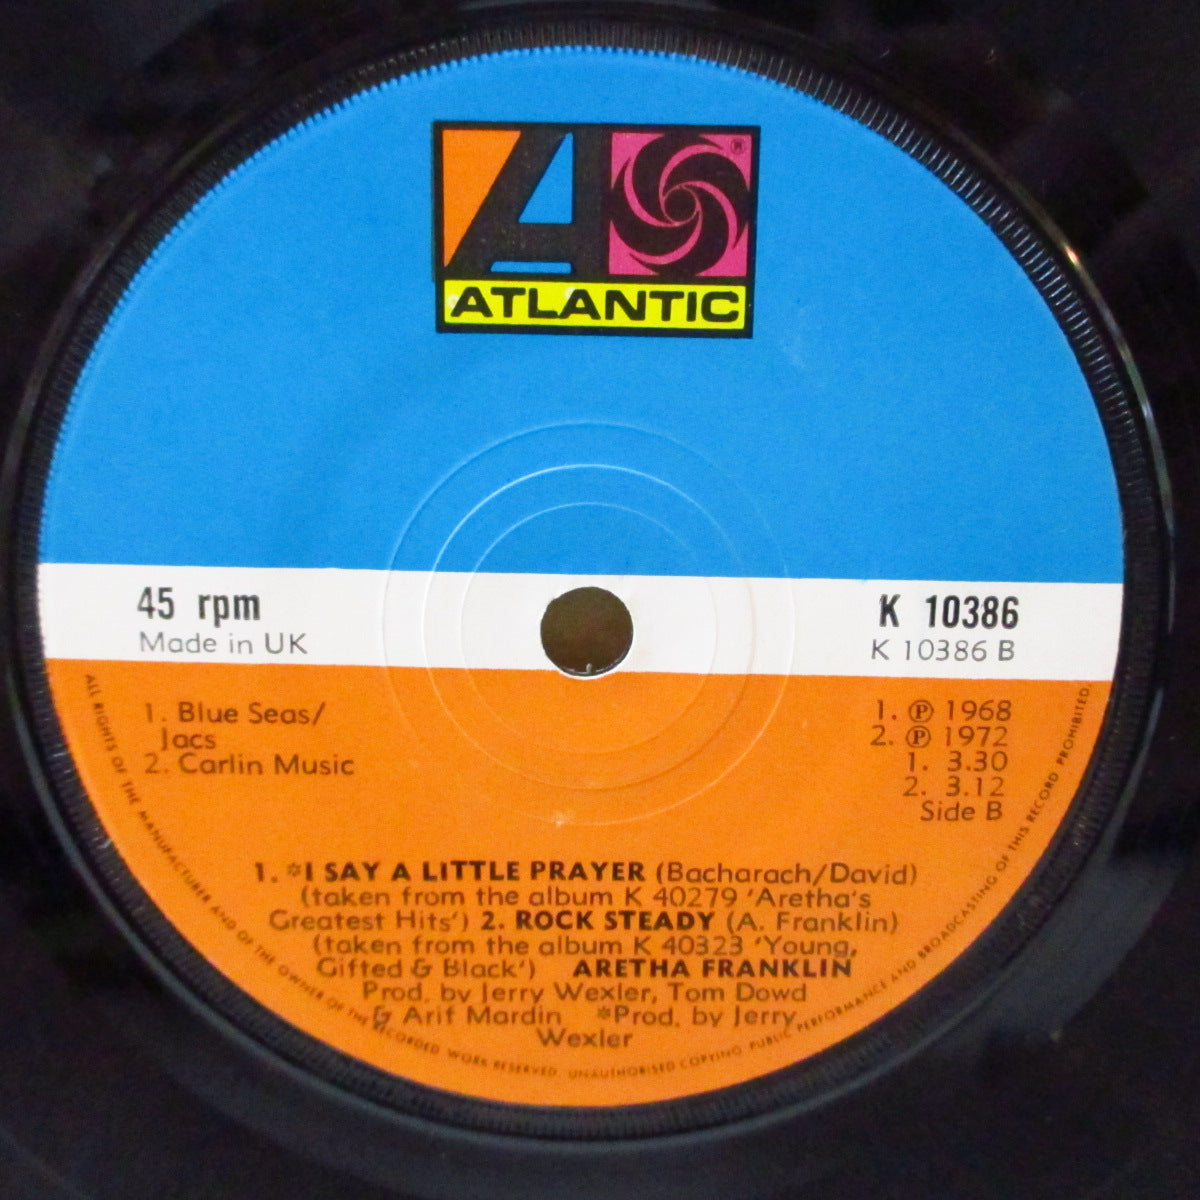 ATLANTIC
®
45 rpm
Made in UK
K 10386
K 10386 B
1. Blue Seas/
Jacs
2. Carlin Music
1. ℗ 1968
2. ℗ 1972
1. 3.30
2. 3.12
Side B
1. *I SAY A LITTLE PRAYER (Bacharach/David)
(taken from the album K 40279 'Aretha's
Greatest Hits') 2. ROCK STEADY (A. Franklin)
(taken from the album K 40323 'Young,
Gifted & Black') ARETHA FRANKLIN
Prod. by Jerry Wexler, Tom Dowd
& Arif Mardin *Prod. by Jerry
Wexler
ALL RIGHTS OF THE MANUFACTURER AND OF THE OWNER OF THE RECORDED WORK RESERVED. UNAUTHORISED COPYING PUBLIC PERFORMANCE AND BROADCASTING OF THIS RECORD PROHIBITED.